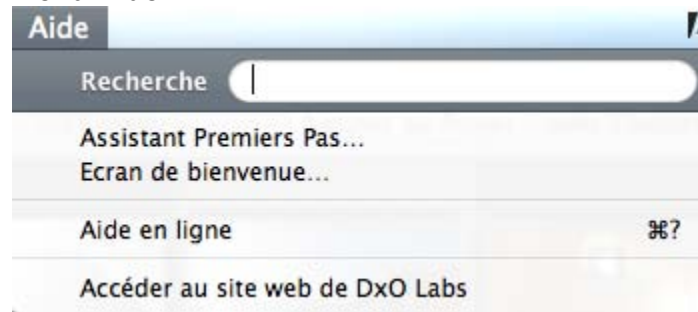 Aide
Recherche
Assistant Premiers Pas...
Ecran de bienvenue...
Aide en ligne ⌘?
Accéder au site web de DxO Labs